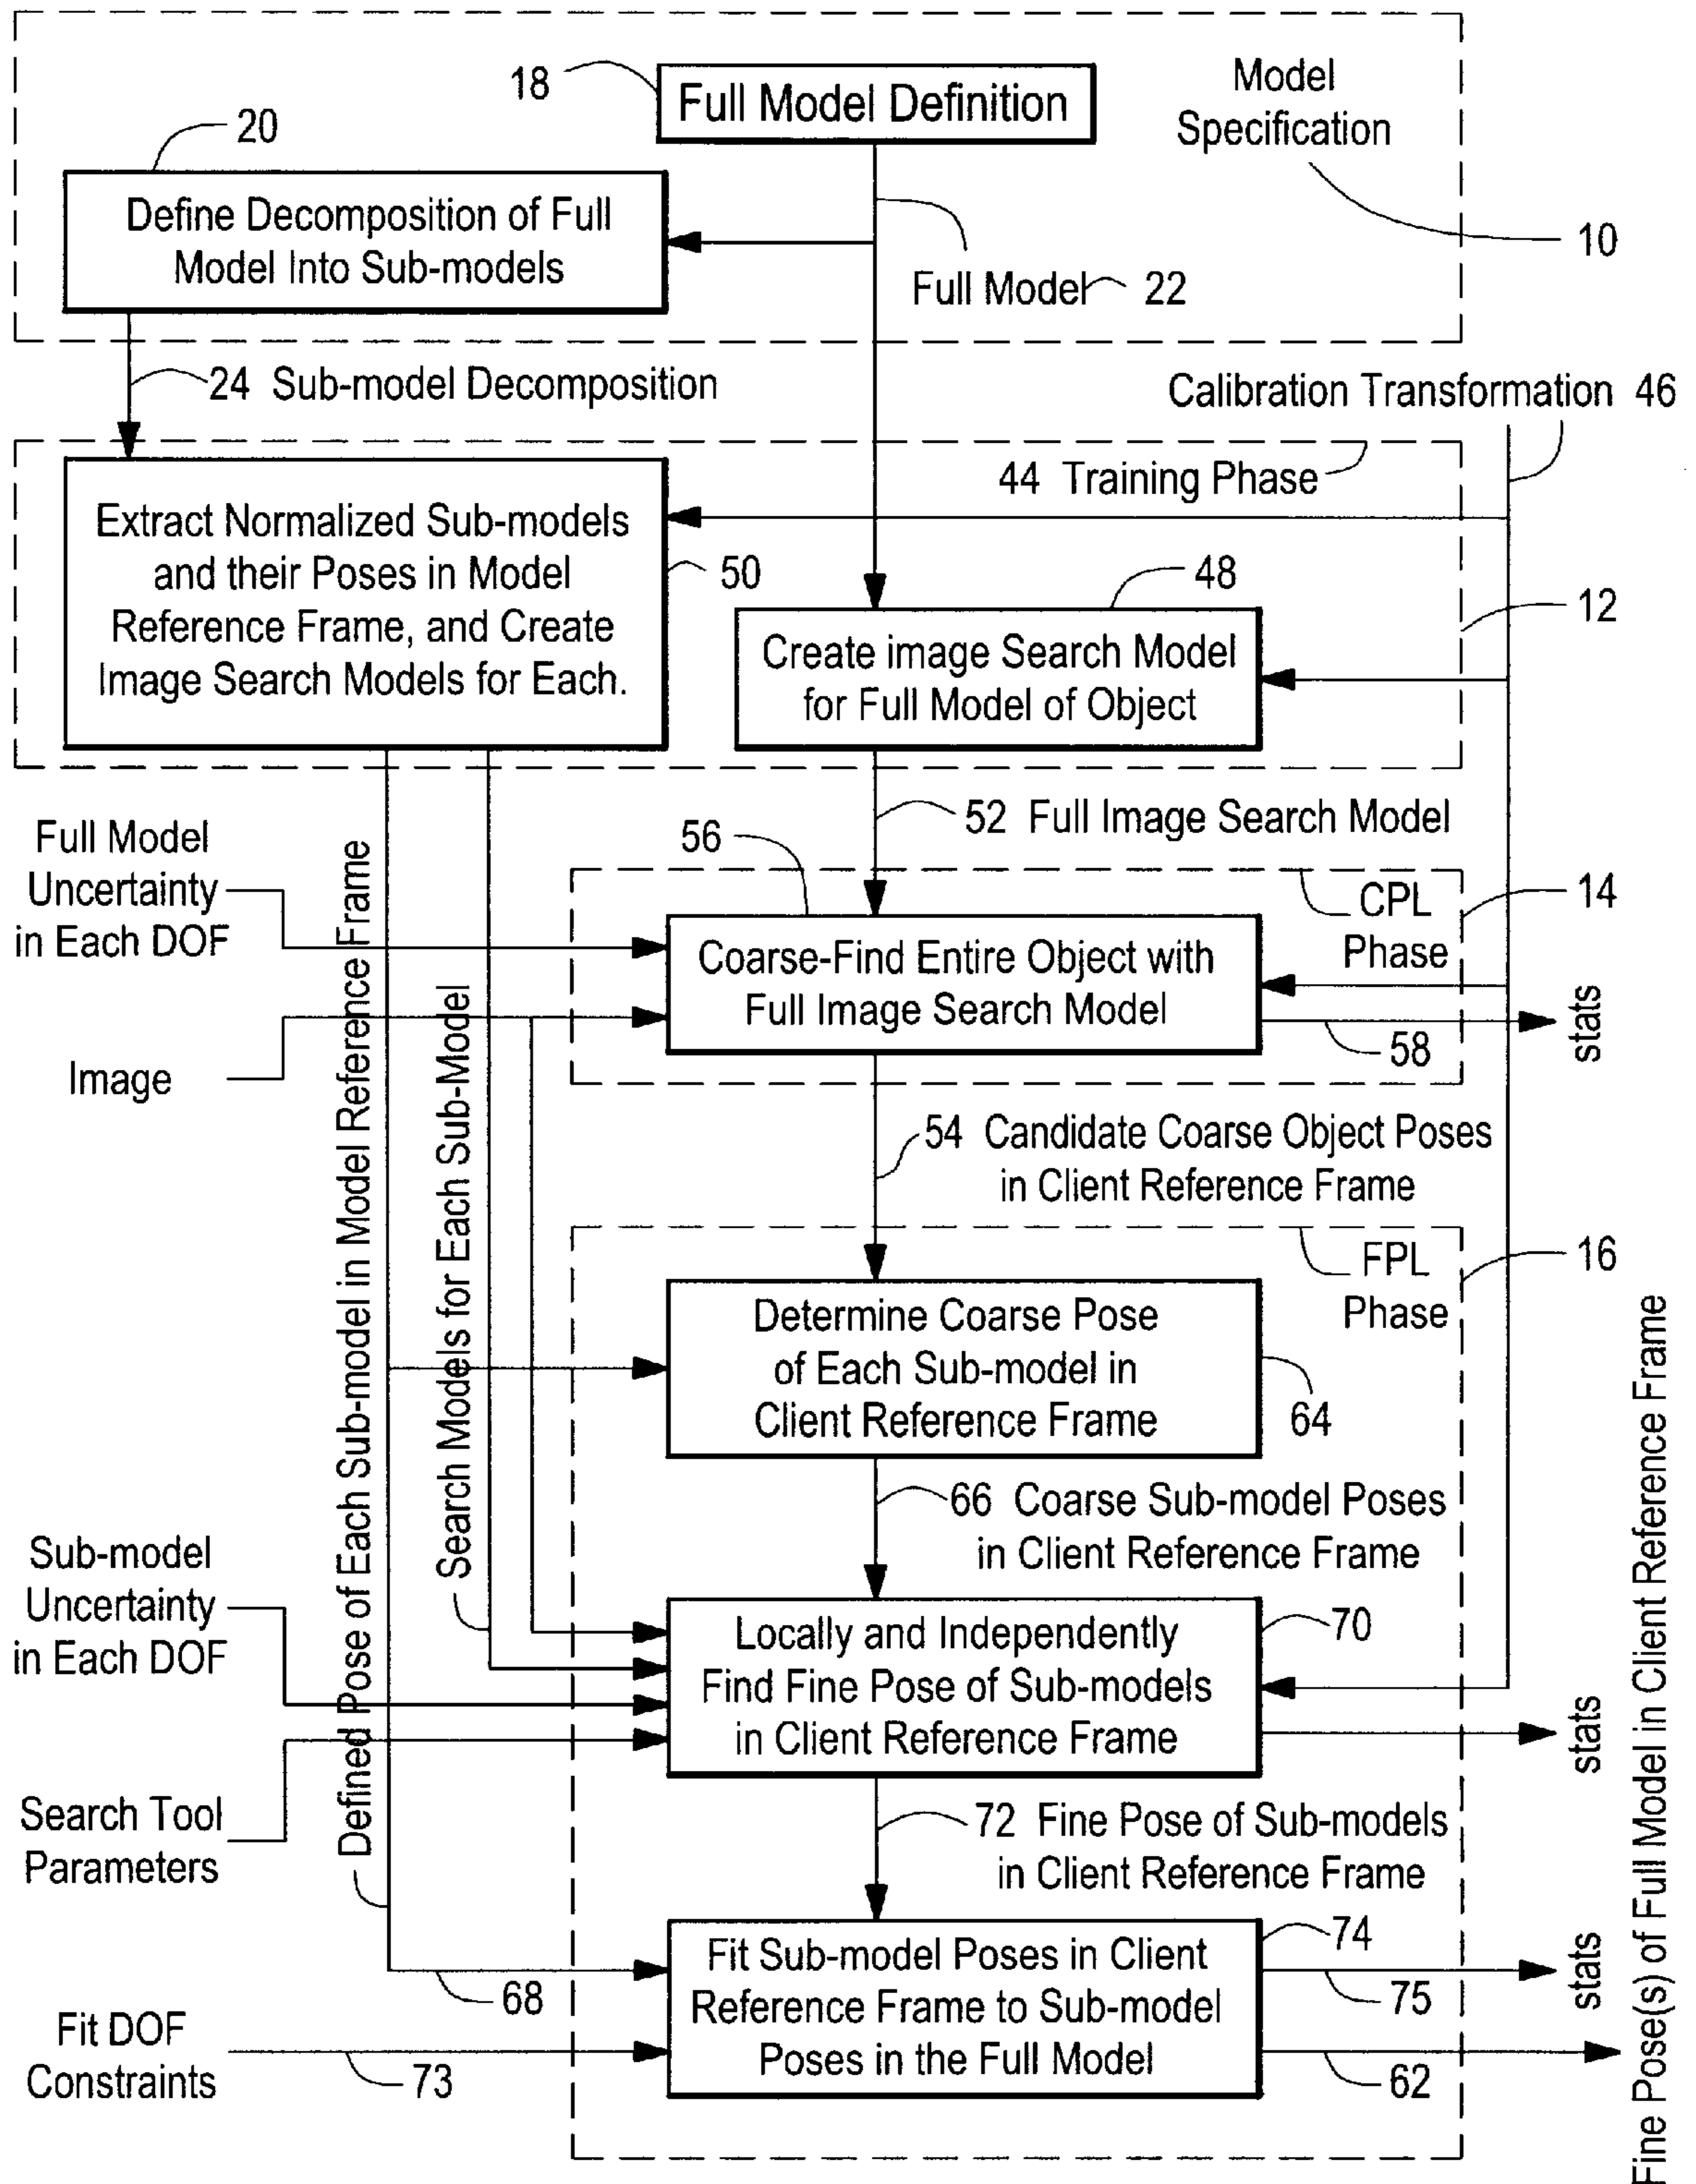 18
Full Model Definition
Model
Specification
20
Define Decomposition of Full
Model Into Sub-models
10
Full Model 22
24 Sub-model Decomposition
Calibration Transformation 46
44 Training Phase
Extract Normalized Sub-models
and their Poses in Model
Reference Frame, and Create
Image Search Models for Each.
50
48
12
Create image Search Model
for Full Model of Object
52 Full Image Search Model
Full Model
Uncertainty
in Each DOF
56
CPL
Phase
14
Coarse-Find Entire Object with
Full Image Search Model
58
stats
Image
Defined Pose of Each Sub-model in Model Reference Frame
Search Models for Each Sub-Model
54 Candidate Coarse Object Poses
in Client Reference Frame
FPL
Phase
16
Determine Coarse Pose
of Each Sub-model in
Client Reference Frame
64
66 Coarse Sub-model Poses
in Client Reference Frame
Sub-model
Uncertainty
in Each DOF
Locally and Independently
Find Fine Pose of Sub-models
in Client Reference Frame
70
stats
Search Tool
Parameters
72 Fine Pose of Sub-models
in Client Reference Frame
Fit Sub-model Poses in Client
Reference Frame to Sub-model
Poses in the Full Model
74
75
stats
68
Fit DOF
Constraints
73
62
Fine Pose(s) of Full Model in Client Reference Frame